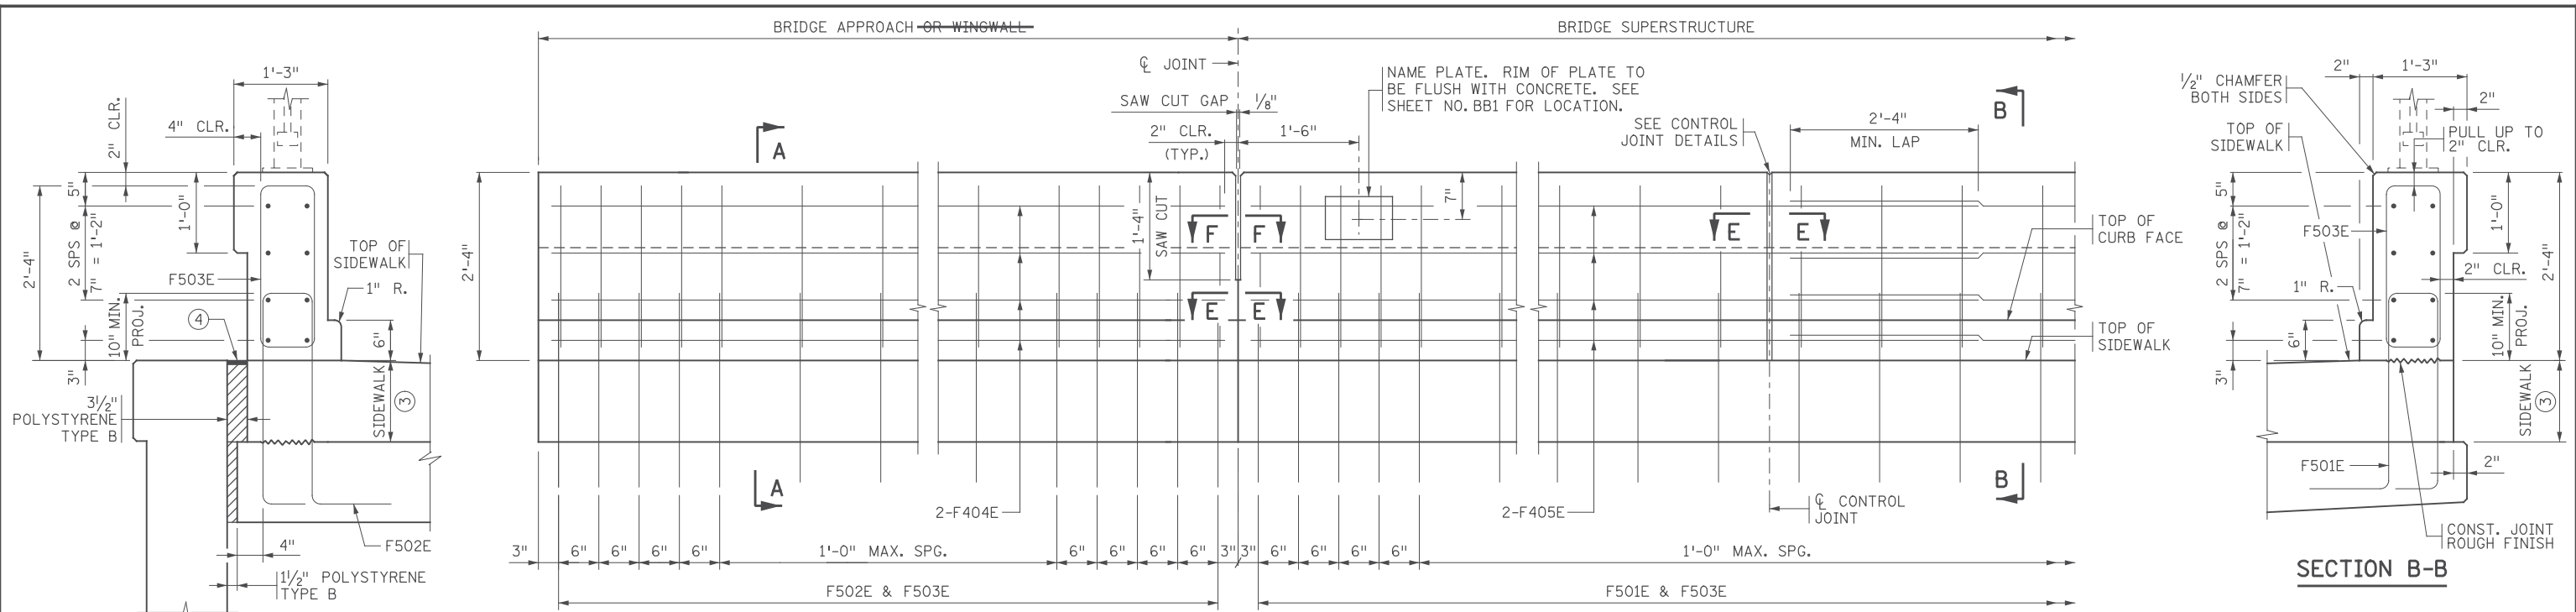 BRIDGE APPROACH OR WINGWALL
BRIDGE SUPERSTRUCTURE
1'-3"
2" CLR.
4" CLR.
5"
2 SPS @
7" = 1'-2"
2'-4"
1'-0"
F503E
TOP OF
SIDEWALK
1" R.
10" MIN.
PROJ.
4
6"
3"
SIDEWALK 3
3½"
POLYSTYRENE
TYPE B
4"
F502E
1½" POLYSTYRENE
TYPE B
℄ JOINT
SAW CUT GAP
⅛"
2" CLR.
(TYP.)
1'-6"
NAME PLATE. RIM OF PLATE TO
BE FLUSH WITH CONCRETE. SEE
SHEET NO. BB1 FOR LOCATION.
SEE CONTROL
JOINT DETAILS
2'-4"
MIN. LAP
A
B
2'-4"
1'-4"
SAW CUT
7"
F
F
E
E
E
E
TOP OF
CURB FACE
TOP OF
SIDEWALK
A
B
2-F404E
2-F405E
℄ CONTROL
JOINT
3"
6"
6"
6"
6"
1'-0" MAX. SPG.
6"
6"
6"
6"
3"
3"
6"
6"
6"
6"
1'-0" MAX. SPG.
F502E & F503E
F501E & F503E
2"
1'-3"
½" CHAMFER
BOTH SIDES
2"
TOP OF
SIDEWALK
PULL UP TO
2" CLR.
5"
2 SPS @
7" = 1'-2"
F503E
1'-0"
2'-4"
2" CLR.
1" R.
6"
10" MIN.
PROJ.
3"
SIDEWALK 3
F501E
2"
CONST. JOINT
ROUGH FINISH
SECTION B-B